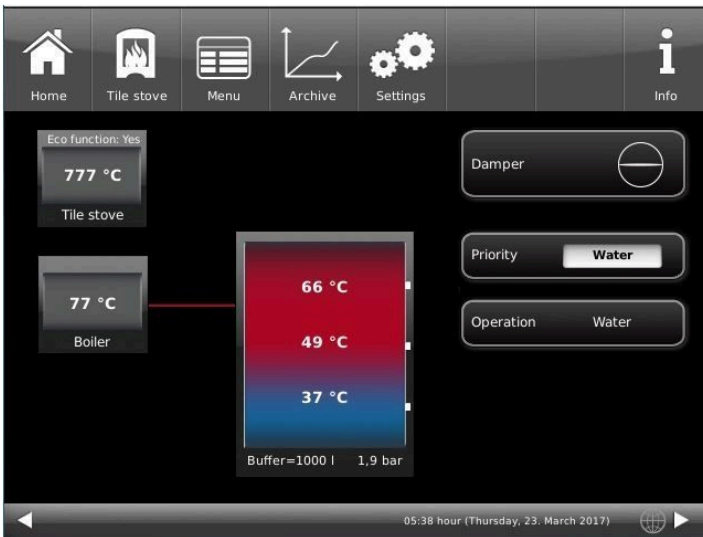 Home
Tile stove
Menu
Archive
Settings
Info
Eco function: Yes
777 °C
Tile stove
Damper
Priority
Water
77 °C
Boiler
66 °C
49 °C
37 °C
Operation
Water
Buffer=1000 l
1,9 bar
05:38 hour (Thursday, 23. March 2017)